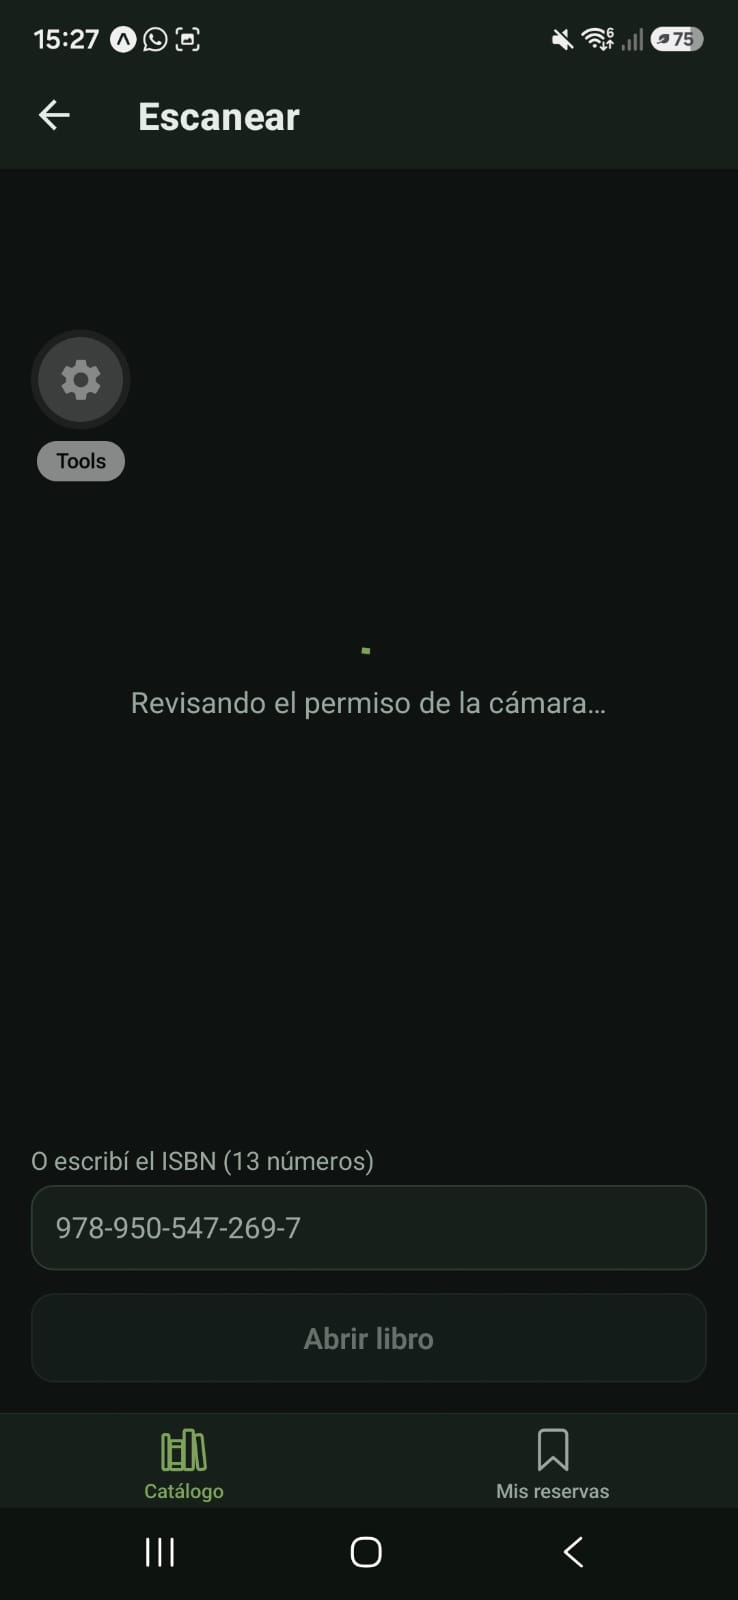 15:27
6
75
Escanear
Tools
Revisando el permiso de la cámara...
O escribí el ISBN (13 números)
978-950-547-269-7
Abrir libro
Catálogo
Mis reservas